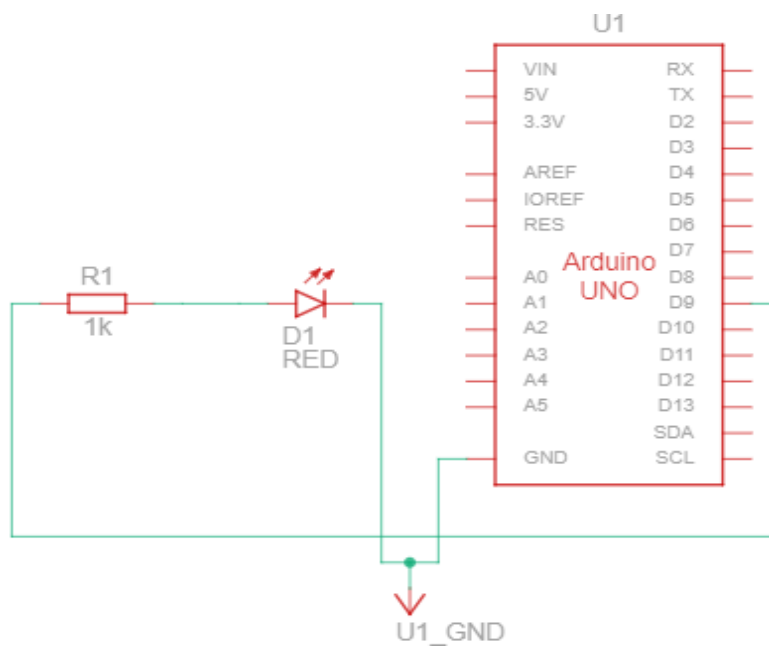 U1
VIN RX
5V TX
3.3V D2
D3
AREF D4
IOREF D5
RES D6
D7
Arduino
UNO
A0 D8
A1 D9
A2 D10
A3 D11
A4 D12
A5 D13
SDA
GND SCL
R1
1k
D1
RED
U1_GND